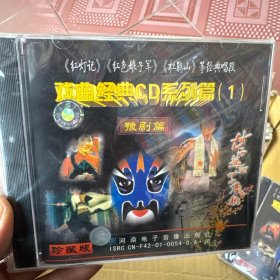 《红灯记》《红色娘子军》《杜鹃山》等经典唱段
戏曲经典CD系列篇(1)
豫剧篇
珍藏版
河南电子音像出版社
ISRC CN-F42-01-0054-0/A·J8